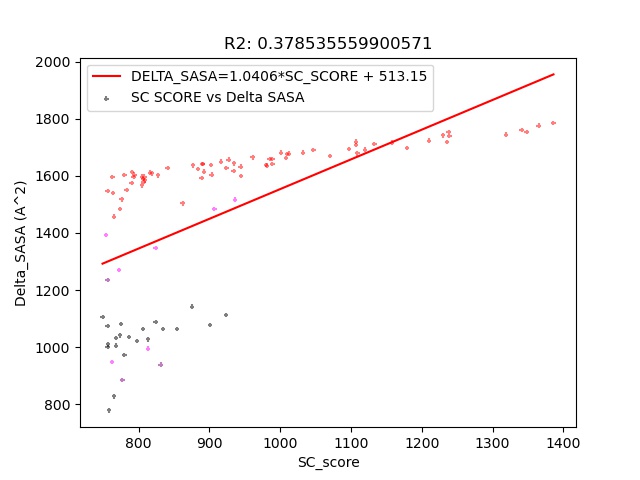 R2: 0.378535559900571
DELTA_SASA=1.0406*SC_SCORE + 513.15
SC SCORE vs Delta SASA
2000
1800
1600
1400
1200
1000
800
Delta_SASA (A^2)
800 900 1000 1100 1200 1300 1400
SC_score